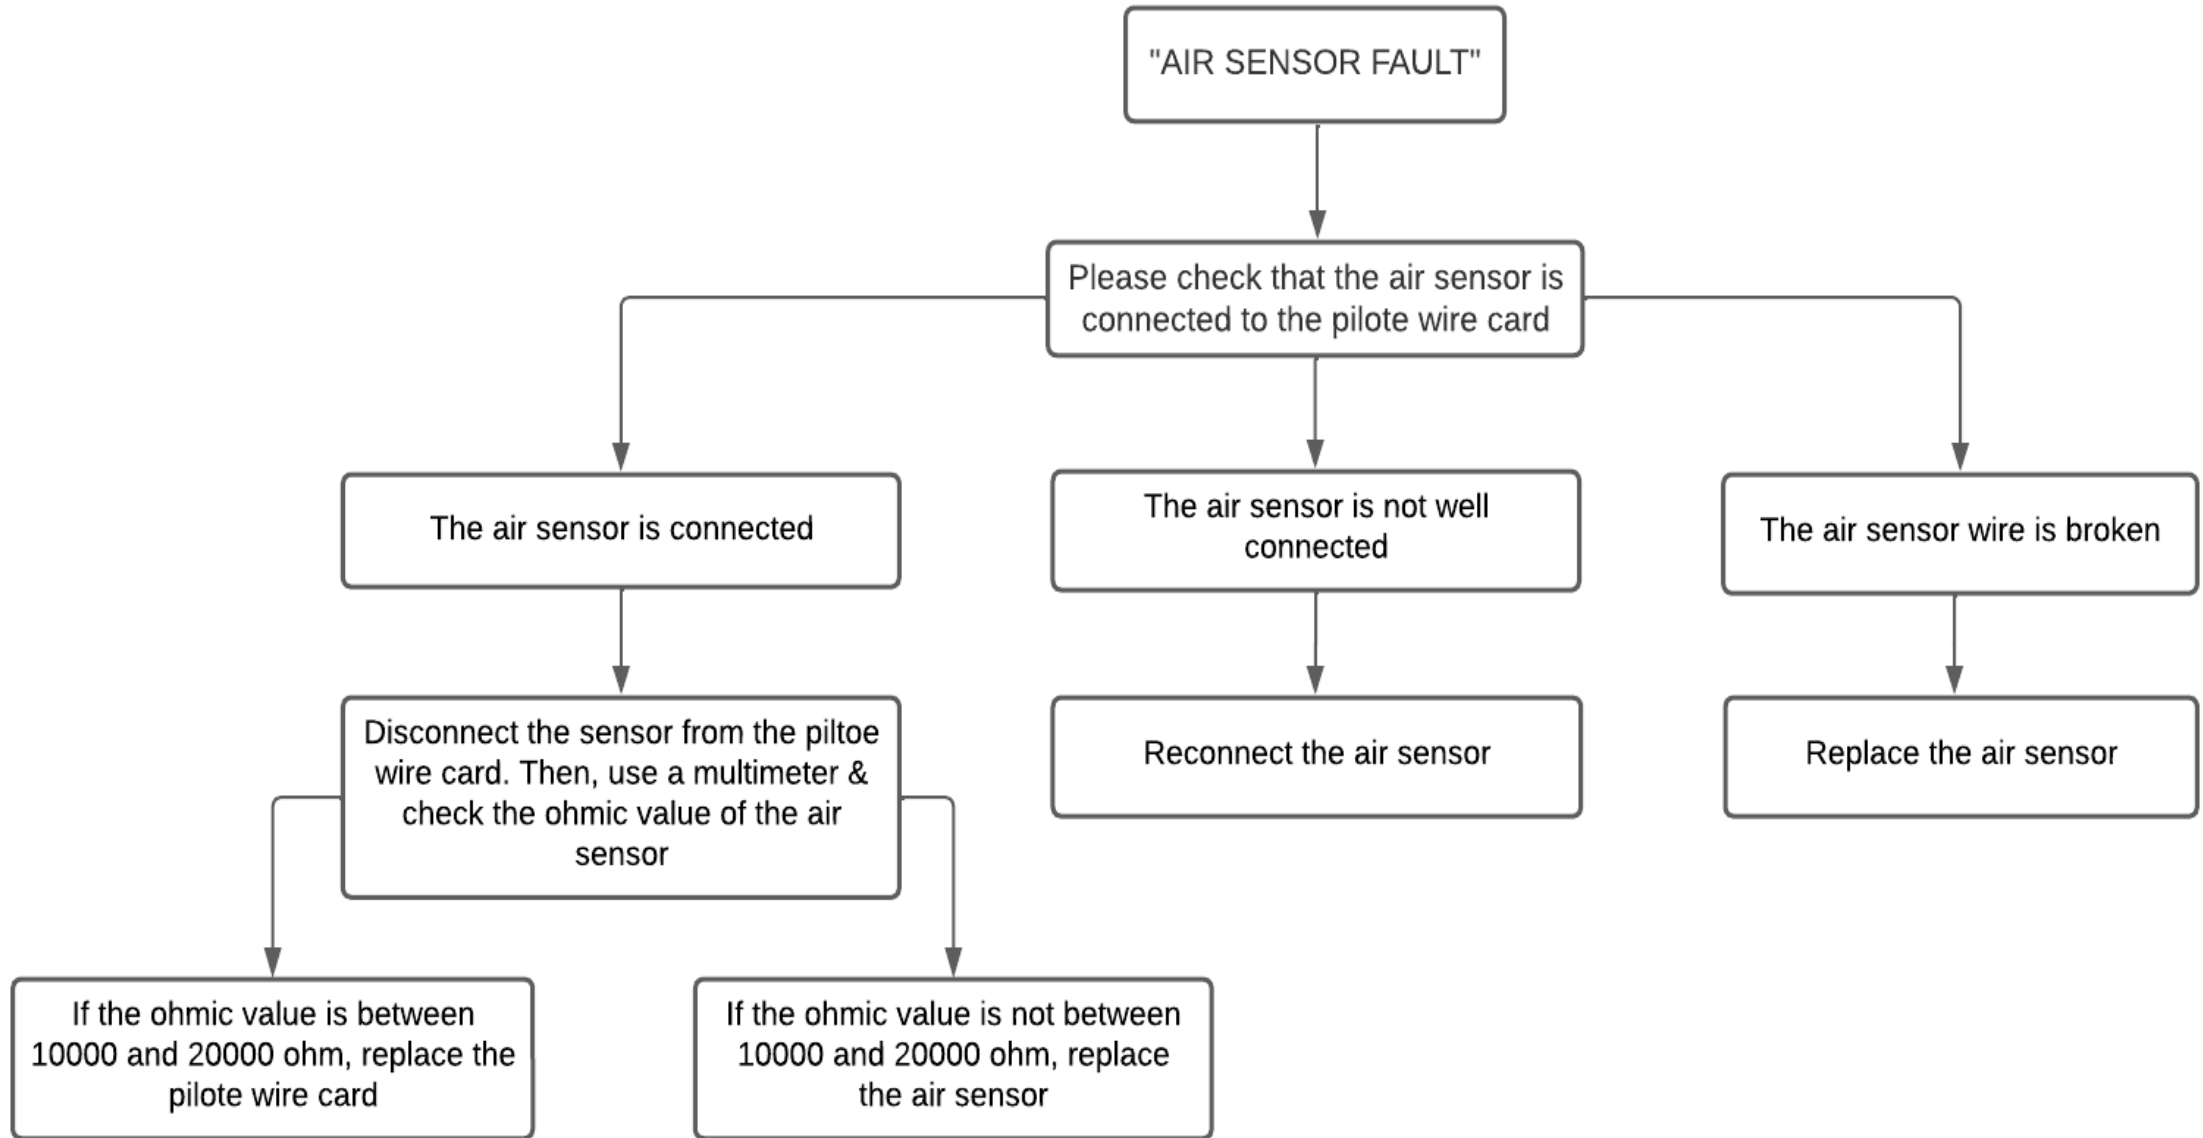 "AIR SENSOR FAULT"
Please check that the air sensor is
connected to the pilote wire card
The air sensor is connected
The air sensor is not well
connected
The air sensor wire is broken
Disconnect the sensor from the piltoe
wire card. Then, use a multimeter &
check the ohmic value of the air
sensor
Reconnect the air sensor
Replace the air sensor
If the ohmic value is between
10000 and 20000 ohm, replace the
pilote wire card
If the ohmic value is not between
10000 and 20000 ohm, replace
the air sensor